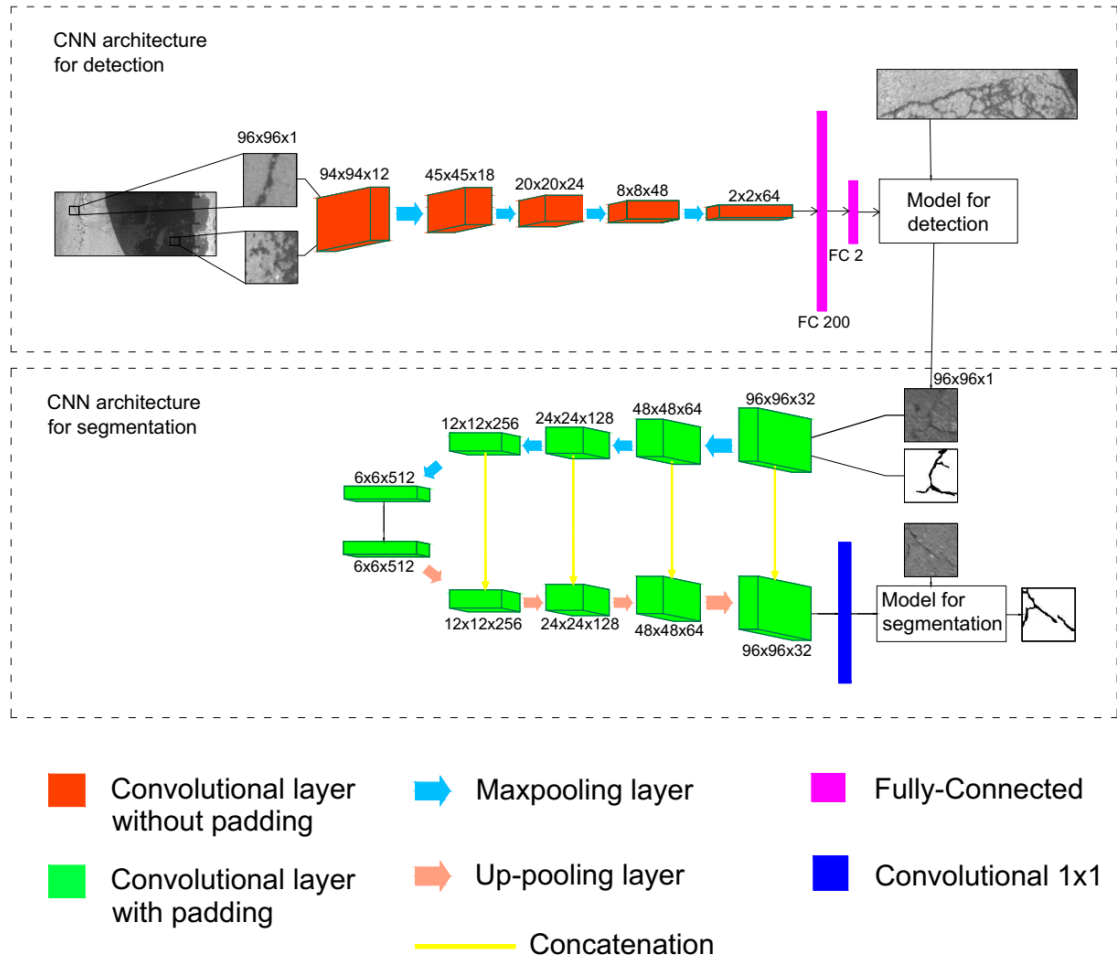 CNN architecture
for detection
96x96x1
94x94x12
45x45x18
20x20x24
8x8x48
2x2x64
FC 200
FC 2
Model for
detection
CNN architecture
for segmentation
96x96x1
96x96x32
48x48x64
24x24x128
12x12x256
6x6x512
6x6x512
12x12x256
24x24x128
48x48x64
96x96x32
Model for
segmentation
Convolutional layer
without padding
Maxpooling layer
Fully-Connected
Convolutional layer
with padding
Up-pooling layer
Convolutional 1x1
Concatenation